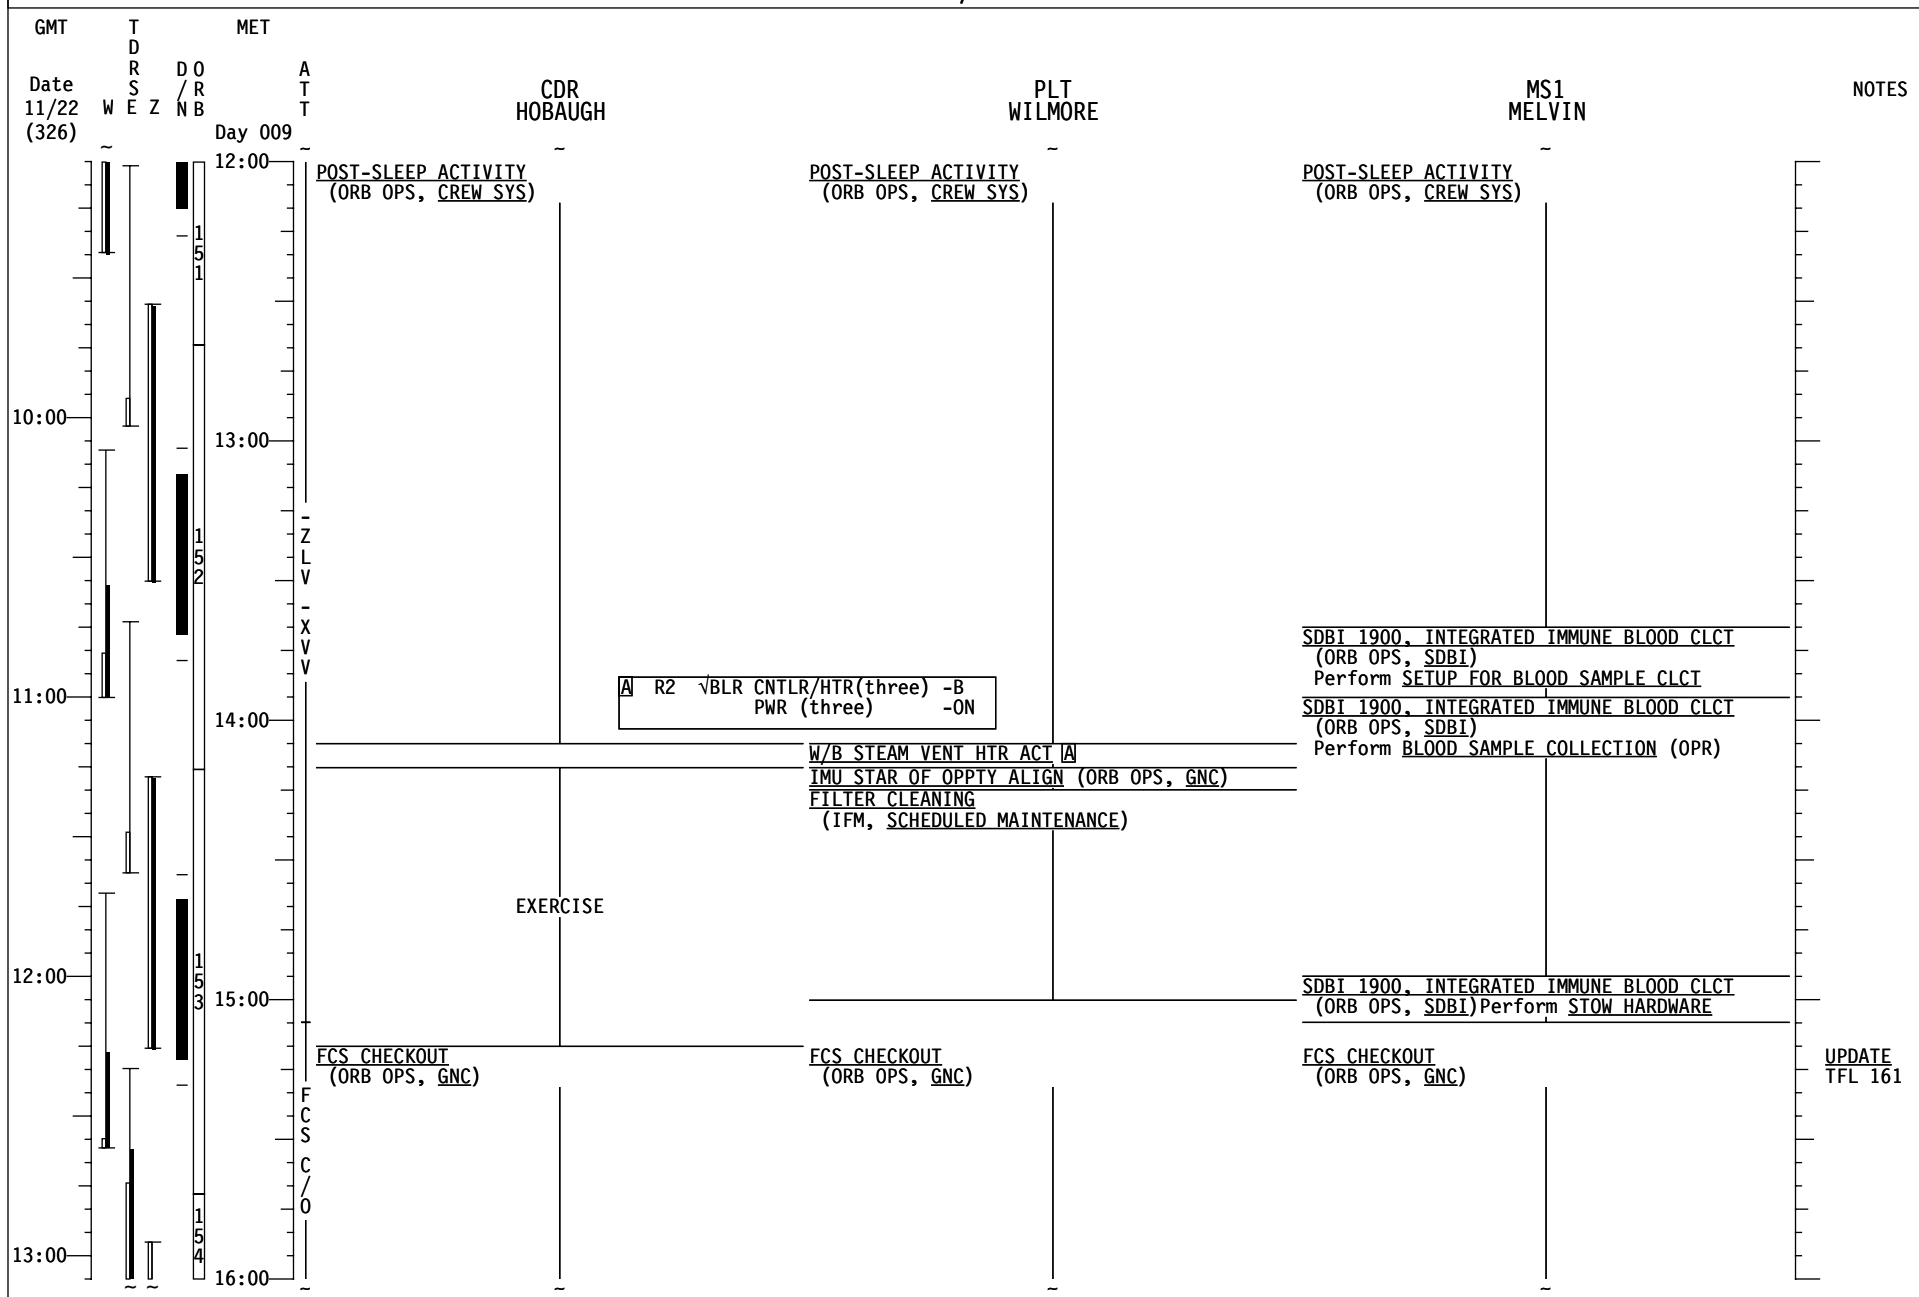 GMT
TDRS
MET
Date
11/22
(326)
W E Z
D/N
ORB
Day 009
ATT
CDR
HOBAUGH
PLT
WILMORE
MS1
MELVIN
NOTES
~
~
~
~
~
12:00
POST-SLEEP ACTIVITY
(ORB OPS, CREW SYS)
POST-SLEEP ACTIVITY
(ORB OPS, CREW SYS)
POST-SLEEP ACTIVITY
(ORB OPS, CREW SYS)
151
10:00
13:00
152
-ZLV -XVV
SDBI 1900, INTEGRATED IMMUNE BLOOD CLCT
(ORB OPS, SDBI)
Perform SETUP FOR BLOOD SAMPLE CLCT
11:00
A R2 √BLR CNTLR/HTR(three) -B
PWR (three) -ON
14:00
SDBI 1900, INTEGRATED IMMUNE BLOOD CLCT
(ORB OPS, SDBI)
Perform BLOOD SAMPLE COLLECTION (OPR)
W/B STEAM VENT HTR ACT A
IMU STAR OF OPPTY ALIGN (ORB OPS, GNC)
FILTER CLEANING
(IFM, SCHEDULED MAINTENANCE)
EXERCISE
12:00
153
15:00
SDBI 1900, INTEGRATED IMMUNE BLOOD CLCT
(ORB OPS, SDBI)Perform STOW HARDWARE
FCS CHECKOUT
(ORB OPS, GNC)
FCS CHECKOUT
(ORB OPS, GNC)
FCS CHECKOUT
(ORB OPS, GNC)
UPDATE
TFL 161
FCS C/O
154
13:00
16:00
~ ~
~
~
~
~